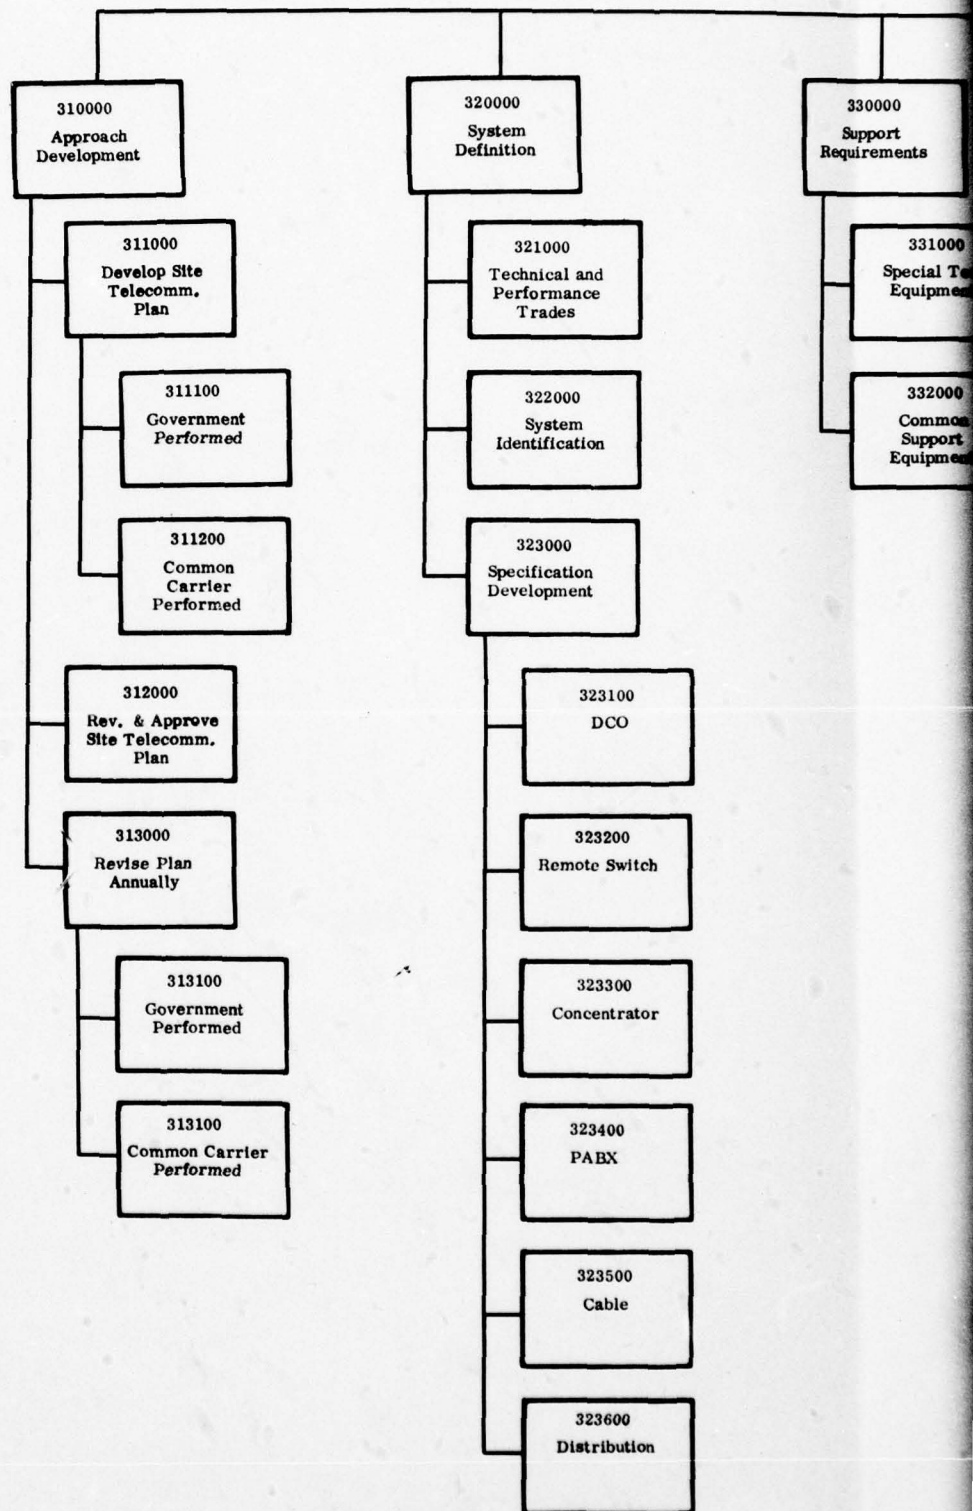 310000
Approach
Development
311000
Develop Site
Telecomm.
Plan
311100
Government
Performed
311200
Common
Carrier
Performed
312000
Rev. & Approve
Site Telecomm.
Plan
313000
Revise Plan
Annually
313100
Government
Performed
313100
Common Carrier
Performed
320000
System
Definition
321000
Technical and
Performance
Trades
322000
System
Identification
323000
Specification
Development
323100
DCO
323200
Remote Switch
323300
Concentrator
323400
PABX
323500
Cable
323600
Distribution
330000
Support
Requirements
331000
Special
332000
Common
Support